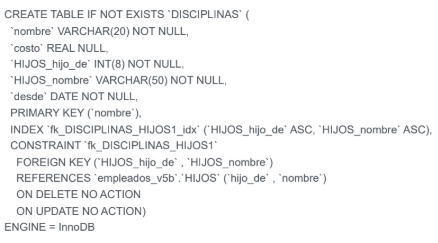 CREATE TABLE IF NOT EXISTS `DISCIPLINAS` (
`nombre` VARCHAR(20) NOT NULL,
`costo` REAL NULL,
`HIJOS_hijo_de` INT(8) NOT NULL,
`HIJOS_nombre` VARCHAR(50) NOT NULL,
`desde` DATE NOT NULL,
PRIMARY KEY (`nombre`),
INDEX `fk_DISCIPLINAS_HIJOS1_idx` (`HIJOS_hijo_de` ASC, `HIJOS_nombre` ASC),
CONSTRAINT `fk_DISCIPLINAS_HIJOS1`
FOREIGN KEY (`HIJOS_hijo_de` , `HIJOS_nombre`)
REFERENCES `empleados_v5b`.`HIJOS` (`hijo_de` , `nombre`)
ON DELETE NO ACTION
ON UPDATE NO ACTION)
ENGINE = InnoDB